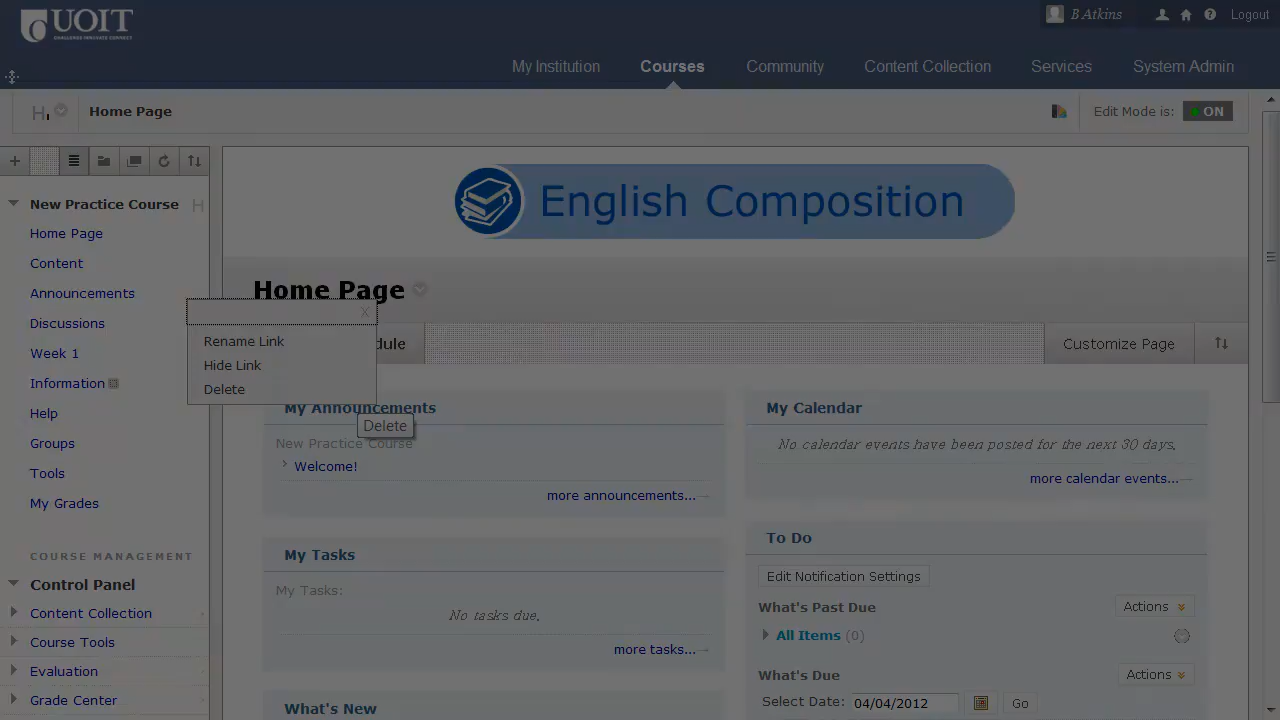 UOIT
CHALLENGE INNOVATE CONNECT
B Atkins
Logout
My Institution
Courses
Community
Content Collection
Services
System Admin
Home Page
Edit Mode is:
ON
New Practice Course
Home Page
Content
Announcements
Discussions
Week 1
Information
Help
Groups
Tools
My Grades
COURSE MANAGEMENT
Control Panel
Content Collection
Course Tools
Evaluation
Grade Center
X
Rename Link
Hide Link
Delete
Delete
English Composition
Home Page
dule
Customize Page
My Announcements
New Practice Course
Welcome!
more announcements...
My Tasks
My Tasks:
No tasks due.
more tasks...
What's New
My Calendar
No calendar events have been posted for the next 30 days.
more calendar events...
To Do
Edit Notification Settings
What's Past Due
Actions
All Items (0)
What's Due
Actions
Select Date: 04/04/2012
Go